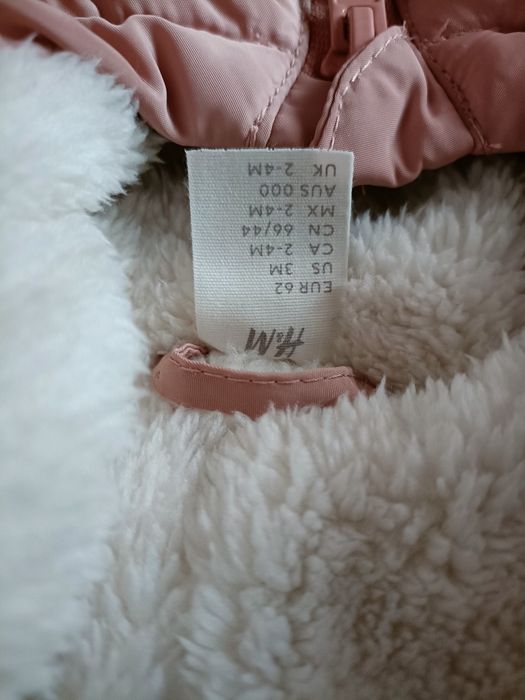 H&M
EUR 62
US 3M
CA 2-4M
CN 66/44
MX 2-4M
AUS 000
UK 2-4M